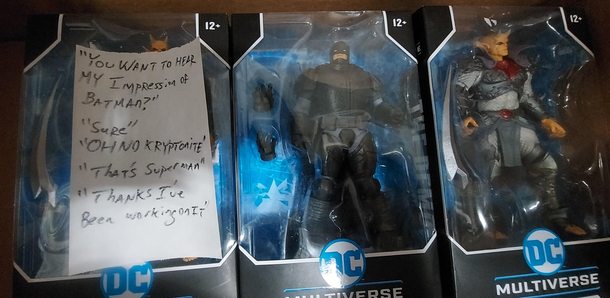 12+
12+
12+
"YOU WANT TO HEAR
MY IMPRESSION OF
BATMAN?"
"SURE"
"OH NO KRYPTONITE"
"THAT'S SUPERMAN"
"THANKS I'VE
BEEN WORKING ON IT"
DC
DC
MULTIVERSE
DC
MULTIVERSE